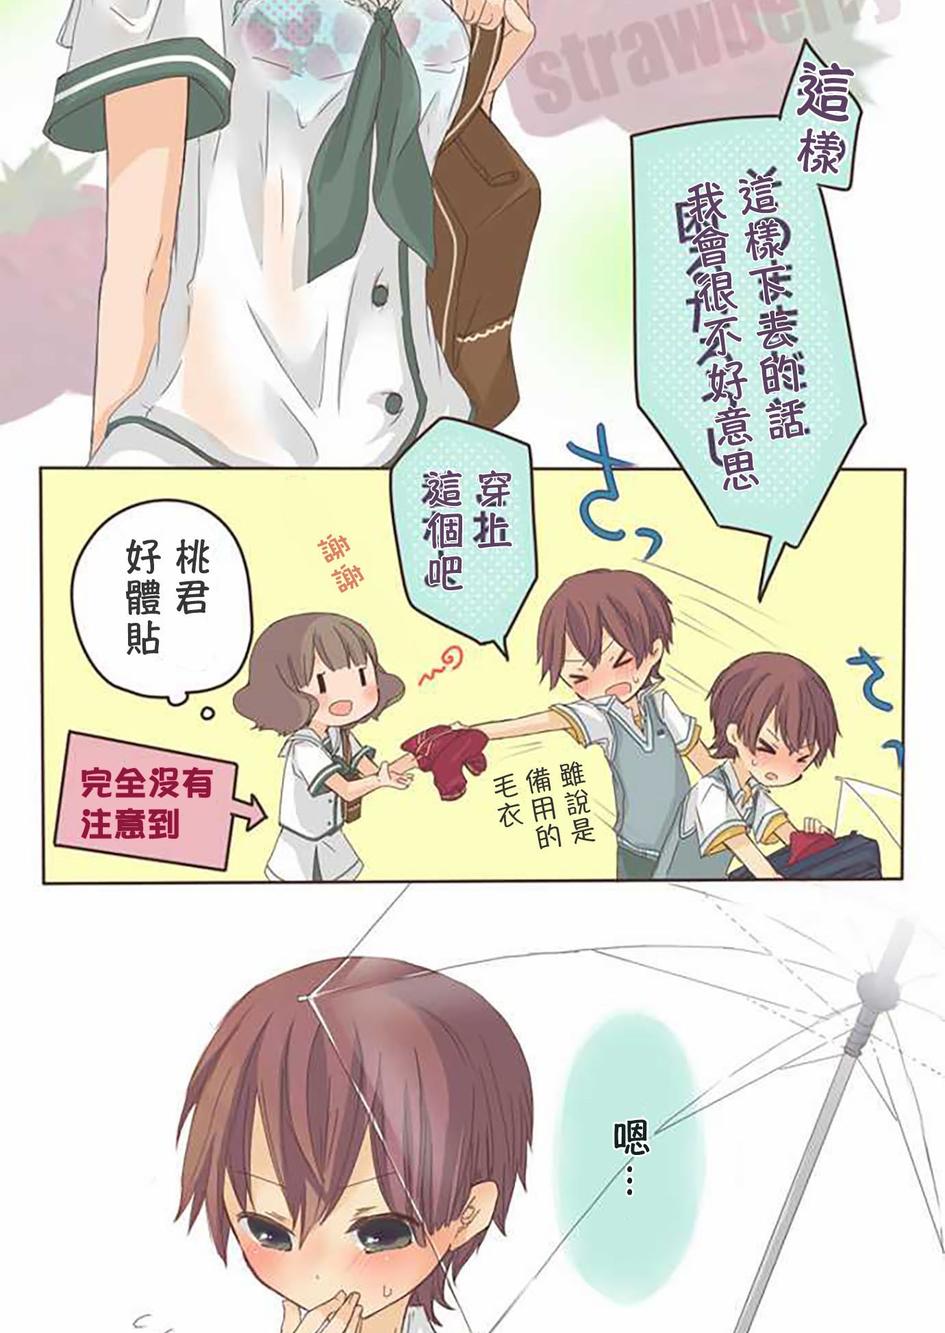 strawberry
這樣
這樣下去的話
我會很不好意思
さっ
穿上
這個吧
謝謝
桃君
好體貼
雖說是
備用的
毛衣
完全沒有
注意到
嗯…